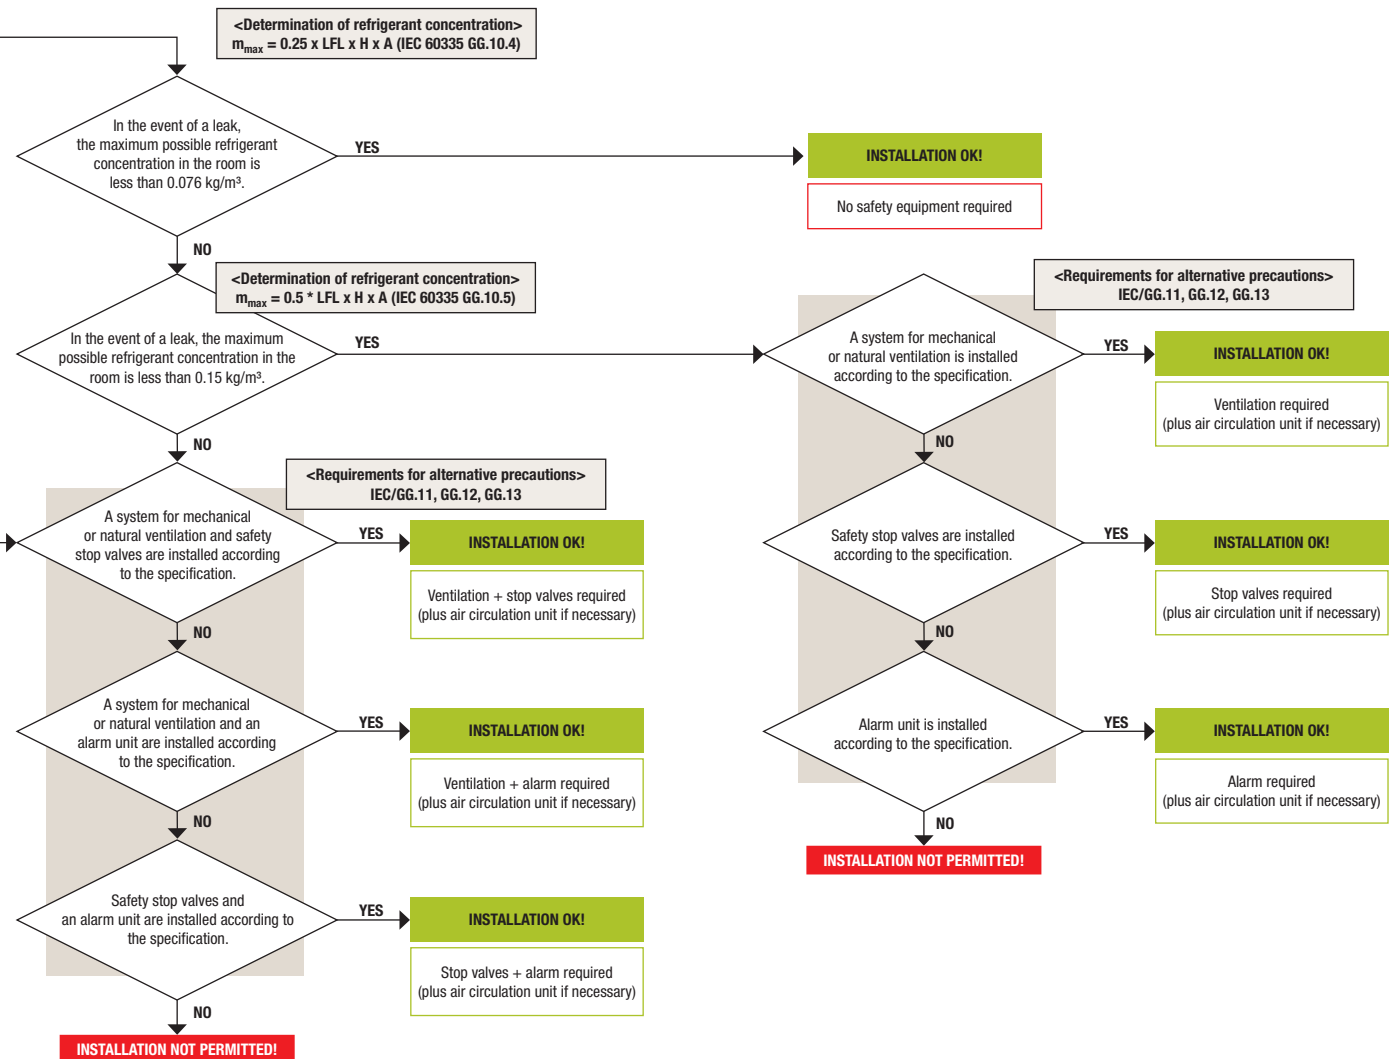 <Determination of refrigerant concentration>
mmax = 0.25 x LFL x H x A (IEC 60335 GG.10.4)
In the event of a leak,
the maximum possible refrigerant
concentration in the room is
less than 0.076 kg/m³.
YES
INSTALLATION OK!
No safety equipment required
NO
<Determination of refrigerant concentration>
mmax = 0.5 * LFL x H x A (IEC 60335 GG.10.5)
In the event of a leak, the maximum
possible refrigerant concentration in the
room is less than 0.15 kg/m³.
YES
<Requirements for alternative precautions>
IEC/GG.11, GG.12, GG.13
A system for mechanical
or natural ventilation is installed
according to the specification.
YES
INSTALLATION OK!
Ventilation required
(plus air circulation unit if necessary)
NO
Safety stop valves are installed
according to the specification.
YES
INSTALLATION OK!
Stop valves required
(plus air circulation unit if necessary)
NO
Alarm unit is installed
according to the specification.
YES
INSTALLATION OK!
Alarm required
(plus air circulation unit if necessary)
NO
INSTALLATION NOT PERMITTED!
NO
<Requirements for alternative precautions>
IEC/GG.11, GG.12, GG.13
A system for mechanical
or natural ventilation and safety
stop valves are installed according
to the specification.
YES
INSTALLATION OK!
Ventilation + stop valves required
(plus air circulation unit if necessary)
NO
A system for mechanical
or natural ventilation and an
alarm unit are installed according
to the specification.
YES
INSTALLATION OK!
Ventilation + alarm required
(plus air circulation unit if necessary)
NO
Safety stop valves and
an alarm unit are installed according to
the specification.
YES
INSTALLATION OK!
Stop valves + alarm required
(plus air circulation unit if necessary)
NO
INSTALLATION NOT PERMITTED!